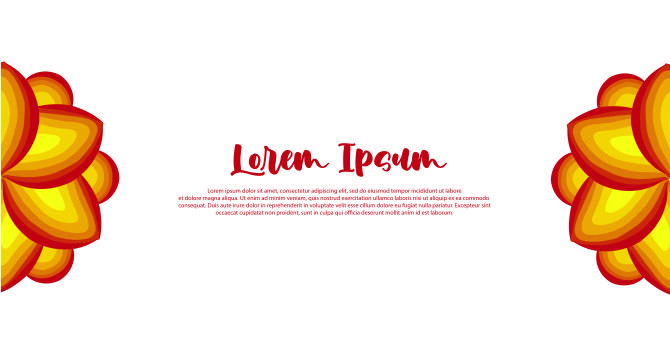 Lorem Ipsum
Lorem ipsum dolor sit amet, consectetur adipiscing elit, sed do eiusmod tempor incididunt ut labore
et dolore magna aliqua. Ut enim ad minim veniam, quis nostrud exercitation ullamco laboris nisi ut aliquip ex ea commodo
consequat. Duis aute irure dolor in reprehenderit in voluptate velit esse cillum dolore eu fugiat nulla pariatur. Excepteur sint
occaecat cupidatat non proident, sunt in culpa qui officia deserunt mollit anim id est laborum.